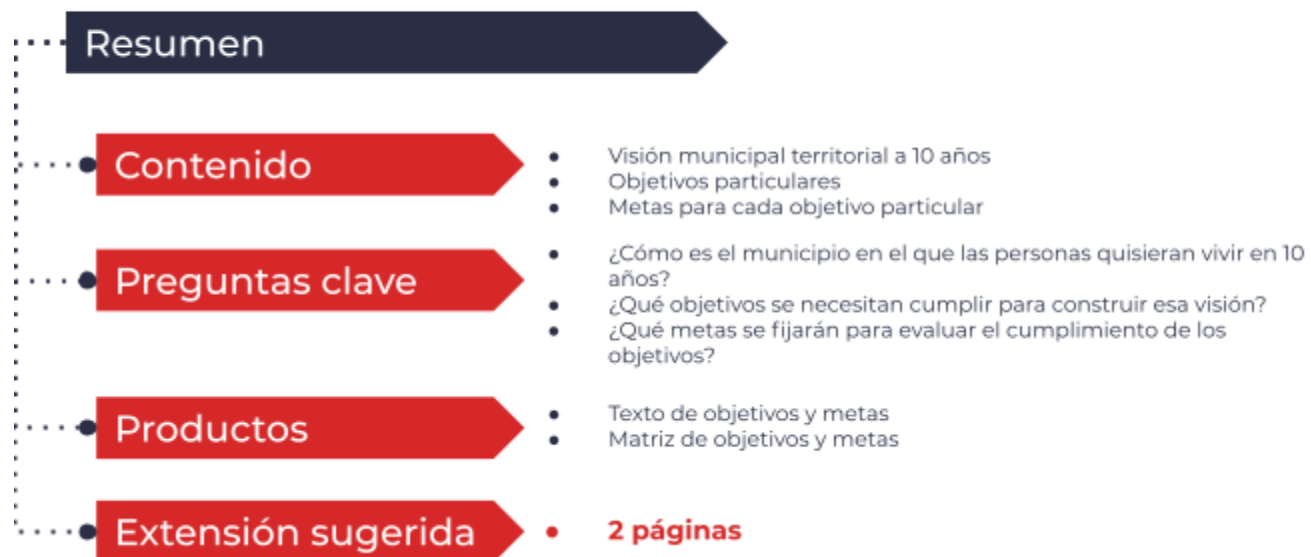 Resumen
Contenido
• Visión municipal territorial a 10 años
• Objetivos particulares
• Metas para cada objetivo particular
Preguntas clave
• ¿Cómo es el municipio en el que las personas quisieran vivir en 10
años?
• ¿Qué objetivos se necesitan cumplir para construir esa visión?
• ¿Qué metas se fijarán para evaluar el cumplimiento de los
objetivos?
Productos
• Texto de objetivos y metas
• Matriz de objetivos y metas
Extensión sugerida
• 2 páginas